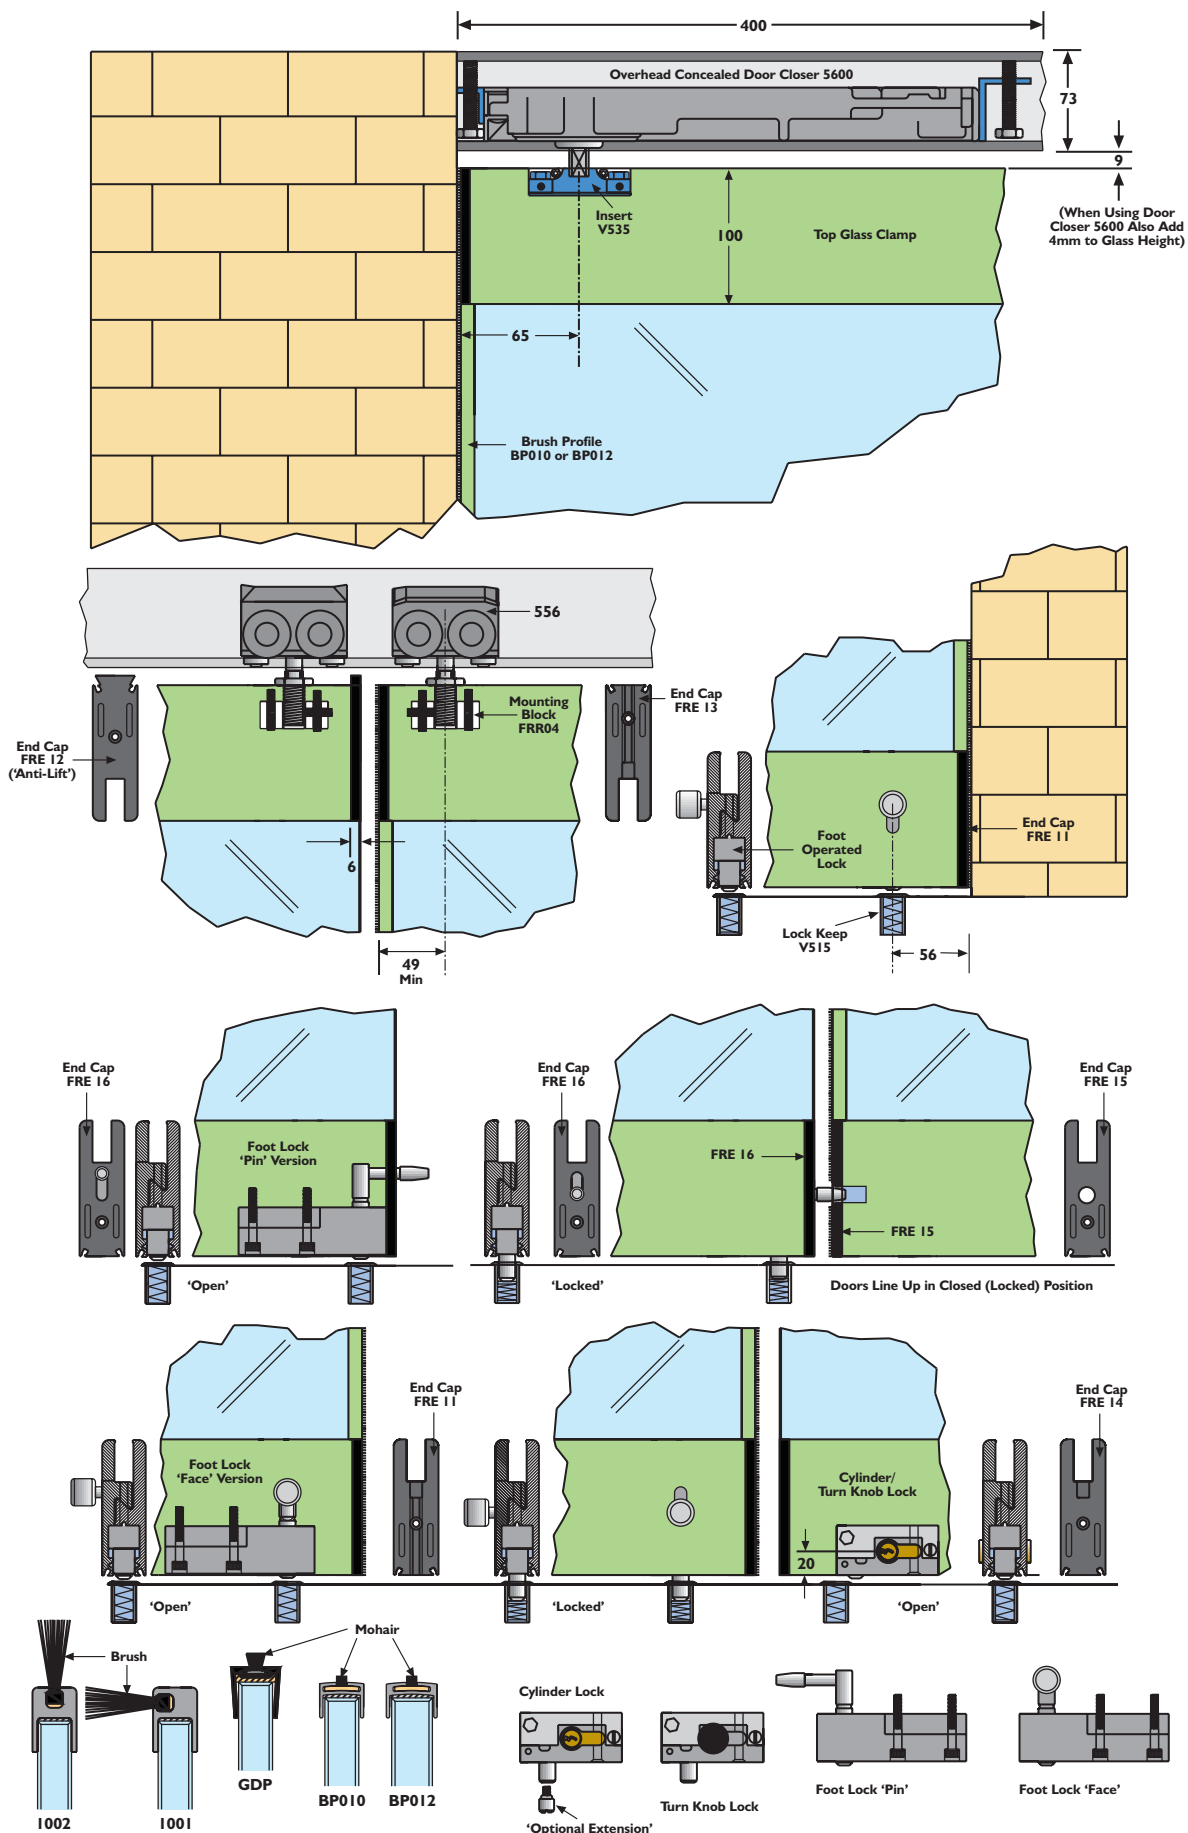 400
Overhead Concealed Door Closer 5600
73
9
(When Using Door
Closer 5600 Also Add
4mm to Glass Height)
Insert
V535
100
Top Glass Clamp
65
Brush Profile
BP010 or BP012
556
Mounting
Block
FRR04
End Cap
FRE 13
End Cap
FRE 12
(‘Anti-Lift’)
6
49
Min
End Cap
FRE 11
Foot
Operated
Lock
Lock Keep
V515
56
End Cap
FRE 16
Foot Lock
‘Pin’ Version
‘Open’
End Cap
FRE 16
FRE 16
FRE 15
End Cap
FRE 15
‘Locked’
Doors Line Up in Closed (Locked) Position
Foot Lock
‘Face’ Version
End Cap
FRE 11
‘Open’
‘Locked’
Cylinder/
Turn Knob Lock
20
‘Open’
End Cap
FRE 14
Brush
1002
1001
Mohair
GDP
BP010
BP012
Cylinder Lock
‘Optional Extension’
Turn Knob Lock
Foot Lock ‘Pin’
Foot Lock ‘Face’